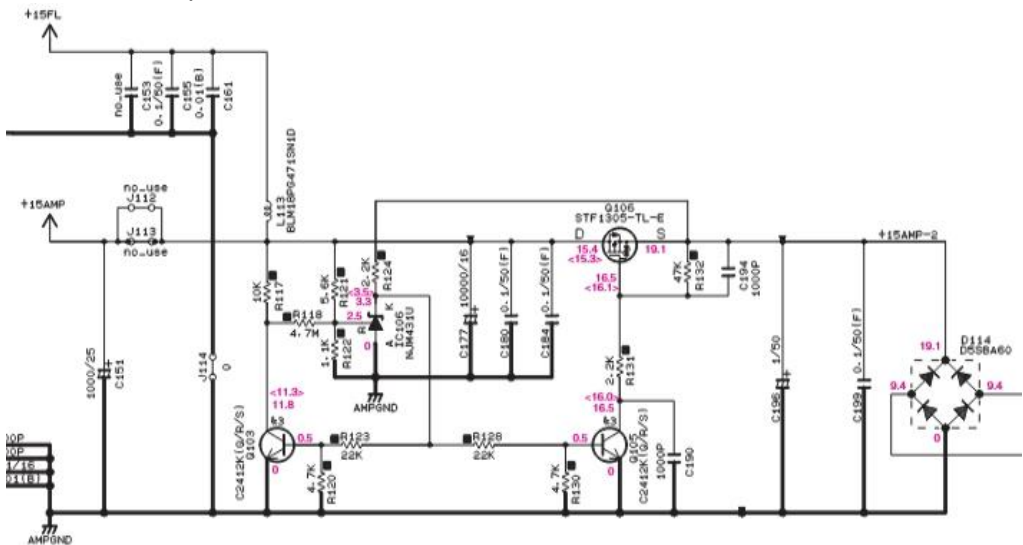 +15FL
no_use
C153
0.1/50(F)
C155
0.01(B)
C161
no_use
J112
+15AMP
J113
no_use
L113
BLM18PG471SN1D
Q106
STF1305-TL-E
D
S
15.4
<15.3>
19.1
+15AMP-2
16.5
<16.1>
47K
R132
C194
1000P
10K
R117
5.6K
R121
2.2K
R124
<3.5>
3.3
K
2.5
R
A
0
IC106
NJM431U
R118
4.7M
1.1K
R122
AMPGND
C177
10000/16
C180
0.1/50(F)
C184
0.1/50(F)
1000/25
C151
J114
0
2.2K
R131
C196
1/50
C199
0.1/50(F)
D114
D5SBA60
19.1
9.4
9.4
0
<11.3>
11.8
<16.0>
16.5
C2412K(Q/R/S)
Q103
0.5
0
R123
22K
R128
22K
0.5
0
C2412K(Q/R/S)
Q105
1000P
C190
4.7K
R120
4.7K
R130
00P
1/16
AMPGND